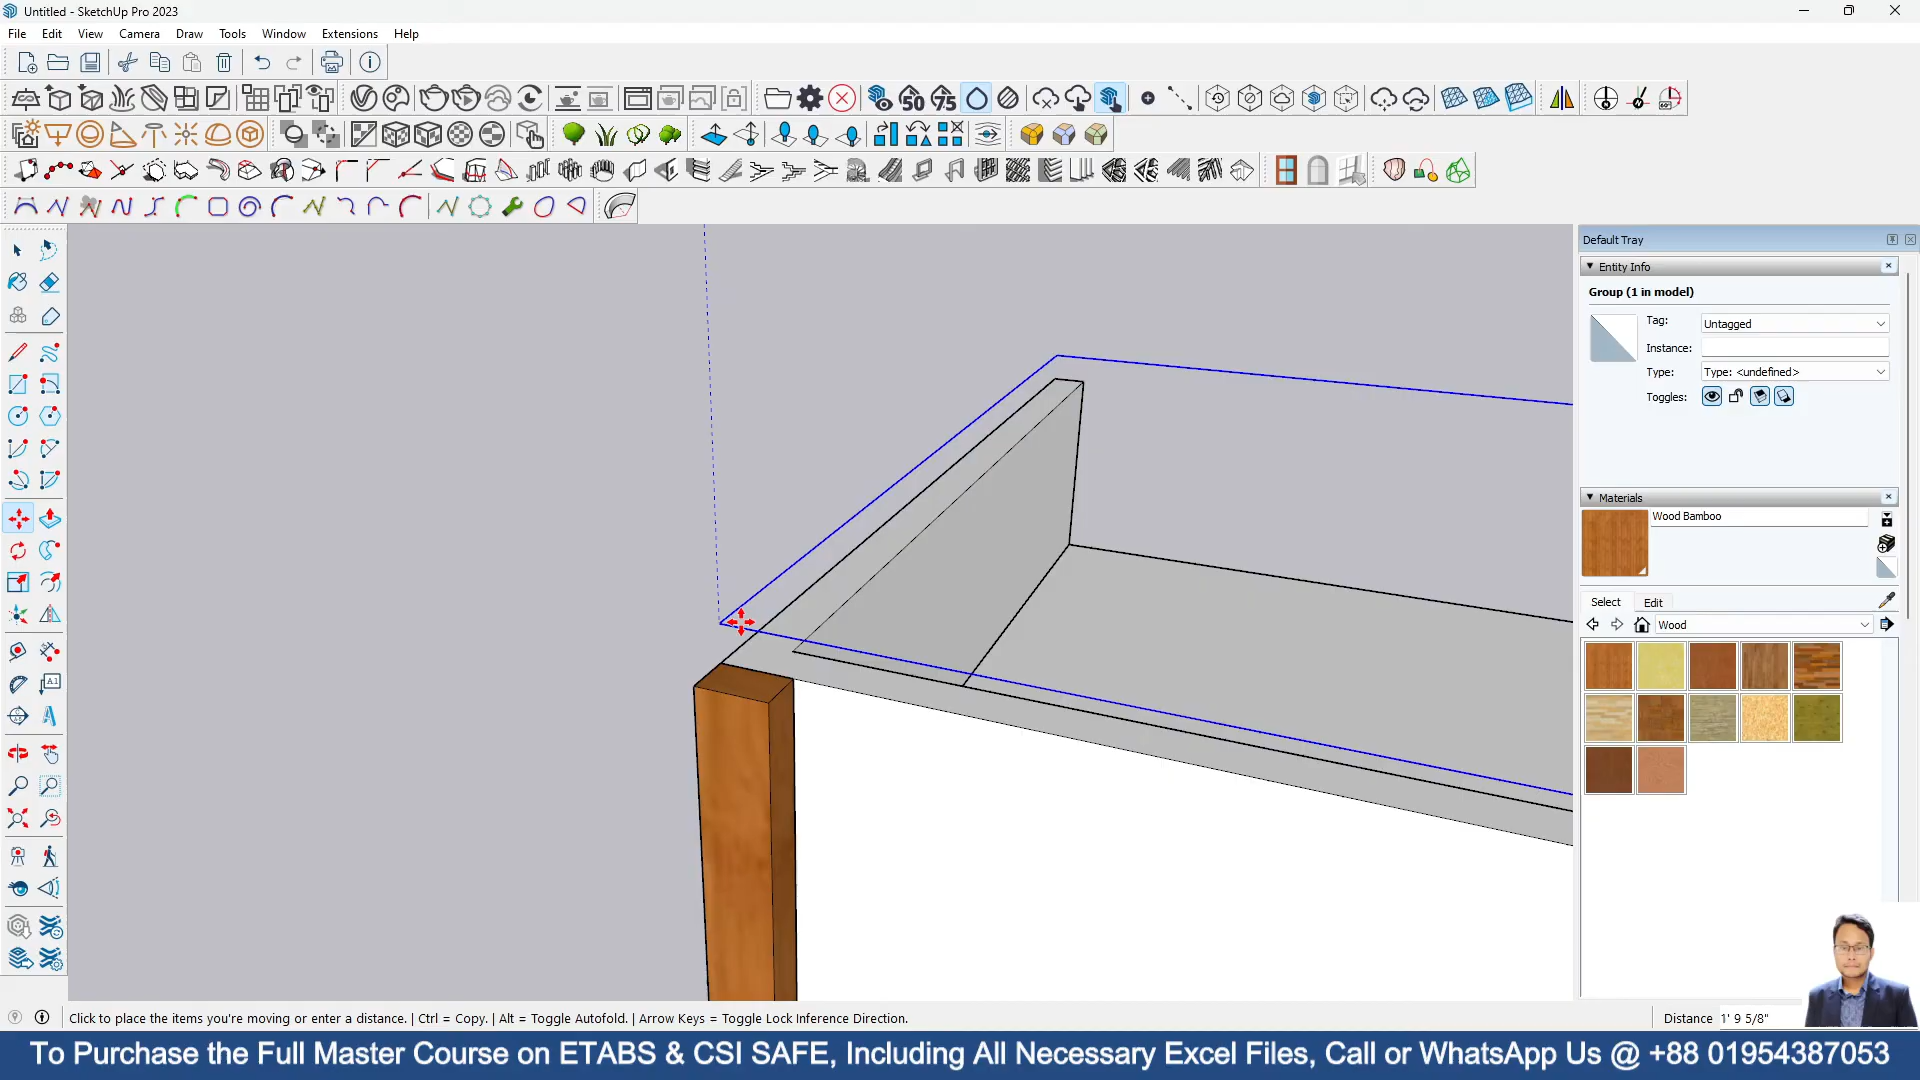 Untitled - SketchUp Pro 2023
File Edit View Camera Draw Tools Window Extensions Help
50 75
Default Tray
Entity Info
Group (1 in model)
Tag: Untagged
Instance:
Type: Type: <undefined>
Toggles:
Materials
Wood Bamboo
Select Edit
Wood
Click to place the items you're moving or enter a distance. | Ctrl = Copy. | Alt = Toggle Autofold. | Arrow Keys = Toggle Lock Inference Direction.
Distance 1' 9 5/8"
To Purchase the Full Master Course on ETABS & CSI SAFE, Including All Necessary Excel Files, Call or WhatsApp Us @ +88 01954387053